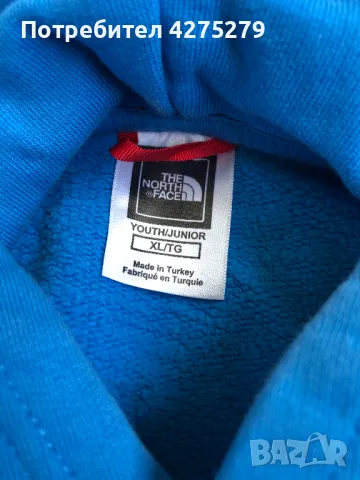 Потребител 4275279
THE
NORTH
FACE
YOUTH/JUNIOR
XL/TG
Made in Turkey
Fabriqué en Turquie
BAZAR